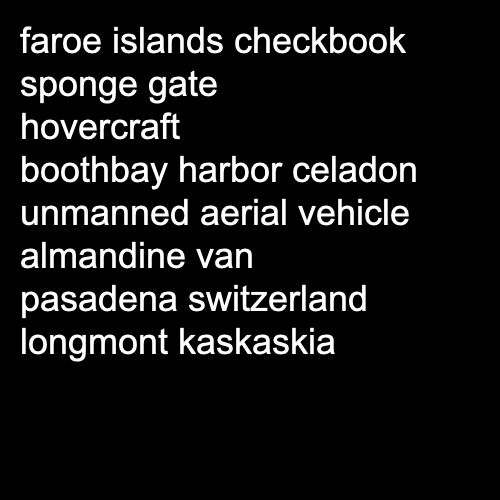 faroe islands checkbook
sponge gate
hovercraft
boothbay harbor celadon
unmanned aerial vehicle
almandine van
pasadena switzerland
longmont kaskaskia